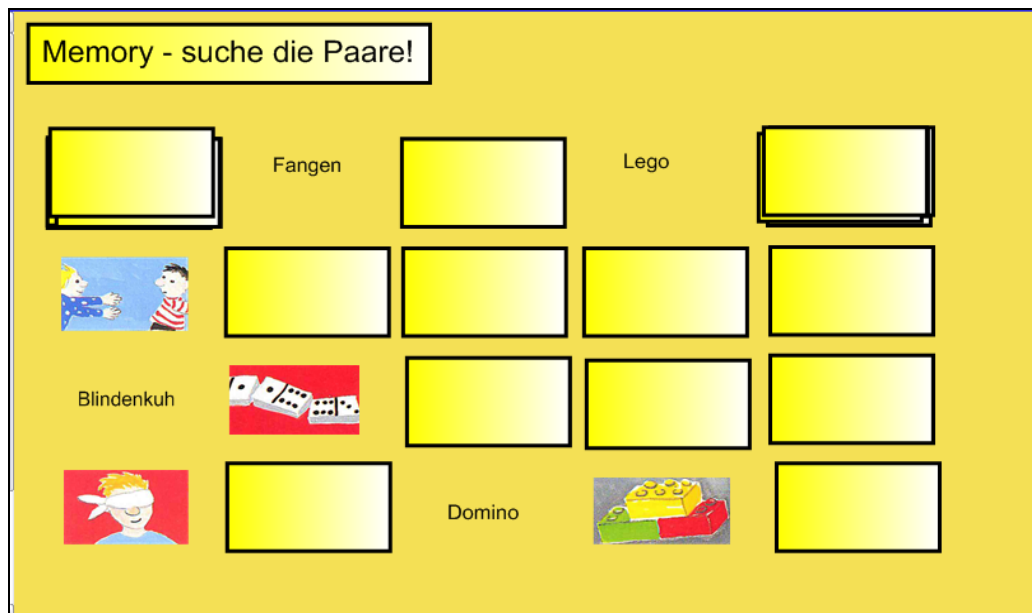 Memory - suche die Paare!
Fangen
Lego
Blindenkuh
Domino